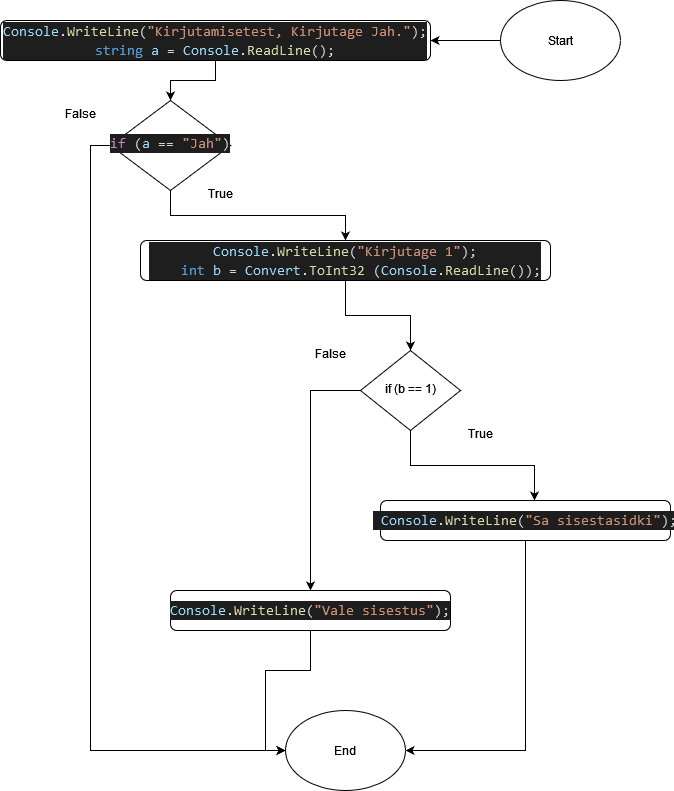 Start
Console.WriteLine("Kirjutamisetest, Kirjutage Jah.");
string a = Console.ReadLine();
False
if (a == "Jah")
True
Console.WriteLine("Kirjutage 1");
int b = Convert.ToInt32 (Console.ReadLine());
False
if (b == 1)
True
Console.WriteLine("Sa sisestasidki");
Console.WriteLine("Vale sisestus");
End